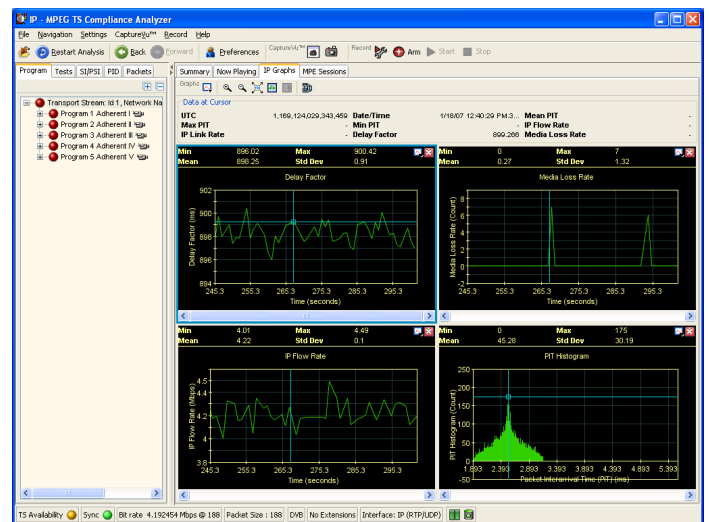 IP - MPEG TS Compliance Analyzer
File Navigation Settings CaptureVu™ Record Help
Restart Analysis Back Forward Preferences CaptureVu™ Record Arm Start Stop
Program Tests SI/PSI PID Packets
Summary Now Playing IP Graphs MPE Sessions
Graphs
Transport Stream: Id 1, Network Na
Program 1 Adherent I
Program 2 Adherent II
Program 3 Adherent III
Program 4 Adherent IV
Program 5 Adherent V
Data at Cursor
UTC 1,169,124,029,343,459 Date/Time 1/18/07 12:40:29 PM.3... Mean PIT -
Max PIT - Min PIT - IP Flow Rate -
IP Link Rate - Delay Factor 899.266 Media Loss Rate -
Min 896.02 Max 900.42
Mean 898.25 Std Dev 0.91
Delay Factor
Delay Factor (ms)
902
900
898
896
894
245.3 255.3 265.3 275.3 285.3 295.3
Time (seconds)
Min 0 Max 7
Mean 0.27 Std Dev 1.32
Media Loss Rate
Media Loss Rate (Count)
8
6
4
2
0
-2
245.3 255.3 265.3 275.3 285.3 295.3
Time (seconds)
Min 4.01 Max 4.49
Mean 4.22 Std Dev 0.1
IP Flow Rate
IP Flow Rate (Mbps)
4.5
4.4
4.2
4
3.8
245.3 255.3 265.3 275.3 285.3 295.3
Time (seconds)
Min 0 Max 175
Mean 45.28 Std Dev 30.19
PIT Histogram
PIT Histogram (Count)
250
200
150
100
50
0
-50
1.893 2.393 2.893 3.393 3.893 4.393 4.893 5.393
Packet Interarrival Time (PIT) (ms)
TS Availability Sync Bit rate 4.192454 Mbps @ 188 Packet Size : 188 DVB No Extensions Interface: IP (RTP/UDP)